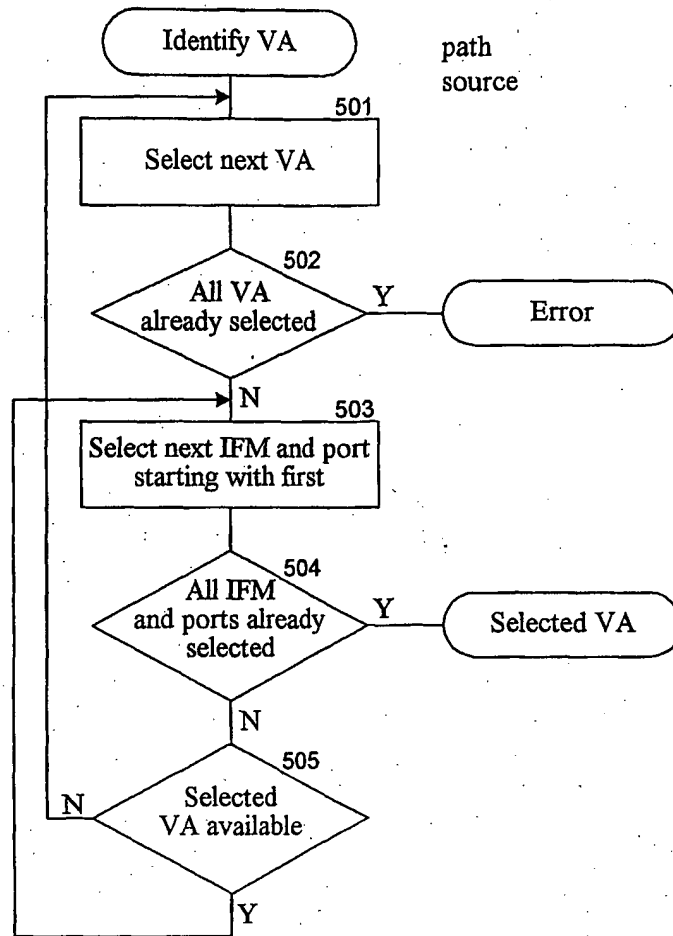 Identify VA
path
source
501
Select next VA
502
All VA
already selected
Y
Error
N
503
Select next IFM and port
starting with first
504
All IFM
and ports already
selected
Y
Selected VA
N
505
Selected
VA available
N
Y